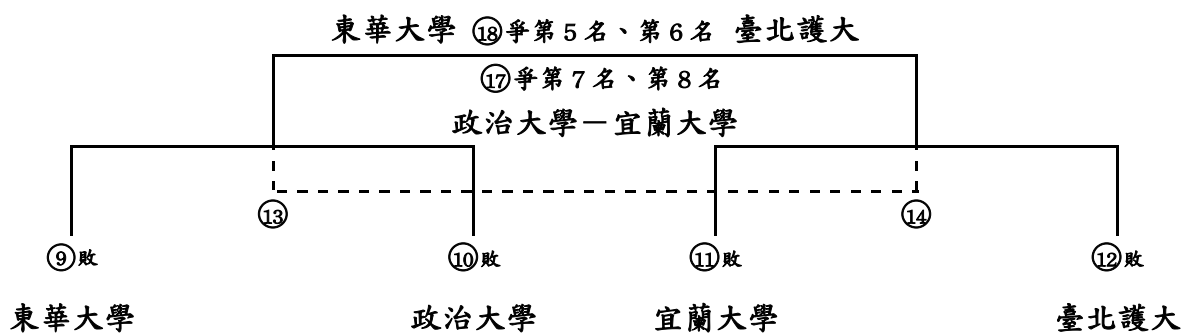 東華大學 ⑱爭第5名、第6名 臺北護大
⑰爭第7名、第8名
政治大學－宜蘭大學
⑬ ⑭
⑨敗 ⑩敗 ⑪敗 ⑫敗
東華大學 政治大學 宜蘭大學 臺北護大